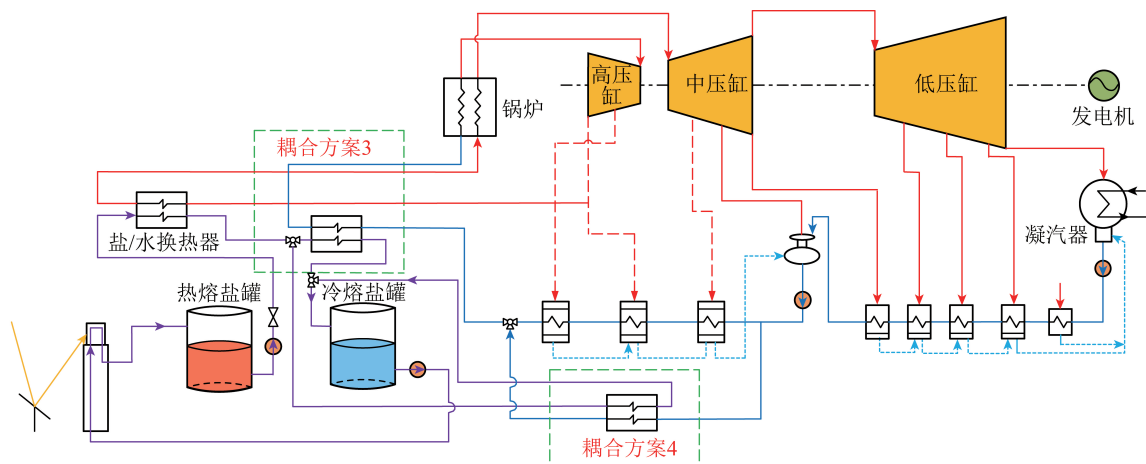 高压
缸
中压缸
低压缸
发电机
锅炉
耦合方案3
盐/水换热器
凝汽器
热熔盐罐
冷熔盐罐
耦合方案4